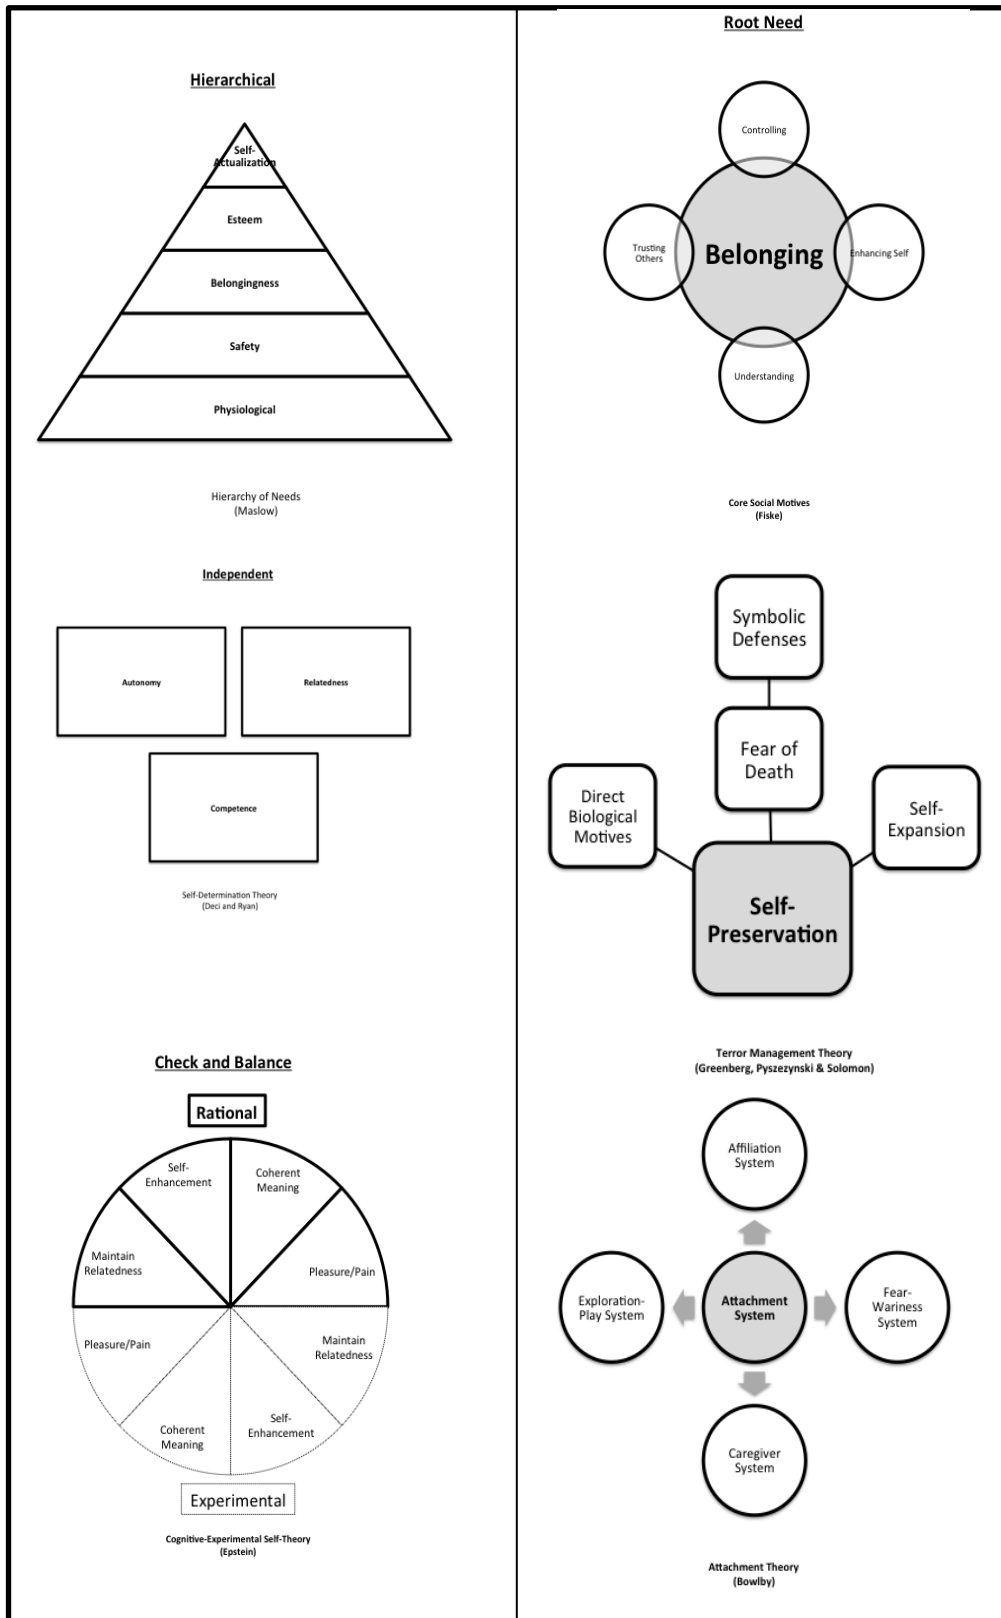 Hierarchical
Self-
Actualization
Esteem
Belongingness
Safety
Physiological
Hierarchy of Needs
(Maslow)
Independent
Autonomy
Relatedness
Competence
Self-Determination Theory
(Deci and Ryan)
Check and Balance
Rational
Self-
Enhancement
Coherent
Meaning
Maintain
Relatedness
Pleasure/Pain
Pleasure/Pain
Maintain
Relatedness
Coherent
Meaning
Self-
Enhancement
Experimental
Cognitive-Experimental Self-Theory
(Epstein)
Root Need
Controlling
Trusting
Others
Belonging
Enhancing Self
Understanding
Core Social Motives
(Fiske)
Symbolic
Defenses
Fear of
Death
Direct
Biological
Motives
Self-
Expansion
Self-
Preservation
Terror Management Theory
(Greenberg, Pyszezynski & Solomon)
Affiliation
System
Exploration-
Play System
Attachment
System
Fear-
Wariness
System
Caregiver
System
Attachment Theory
(Bowlby)